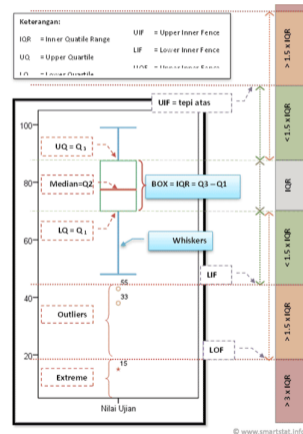 Keterangan:
IQR = Inner Quatile Range
UQ = Upper Quartile
LQ = Lower Quartile
UIF = Upper Inner Fence
LIF = Lower Inner Fence
UIF = tepi atas
100
UQ = Q3
Median=Q2
BOX = IQR = Q3 – Q1
80
LQ = Q1
60
Whiskers
LIF
55
40
33
Outliers
LOF
20
15
Extreme
Nilai Ujian
> 1.5 x IQR
< 1.5 x IQR
IQR
< 1.5 x IQR
> 1.5 x IQR
> 3 x IQR
© www.smartstat.info